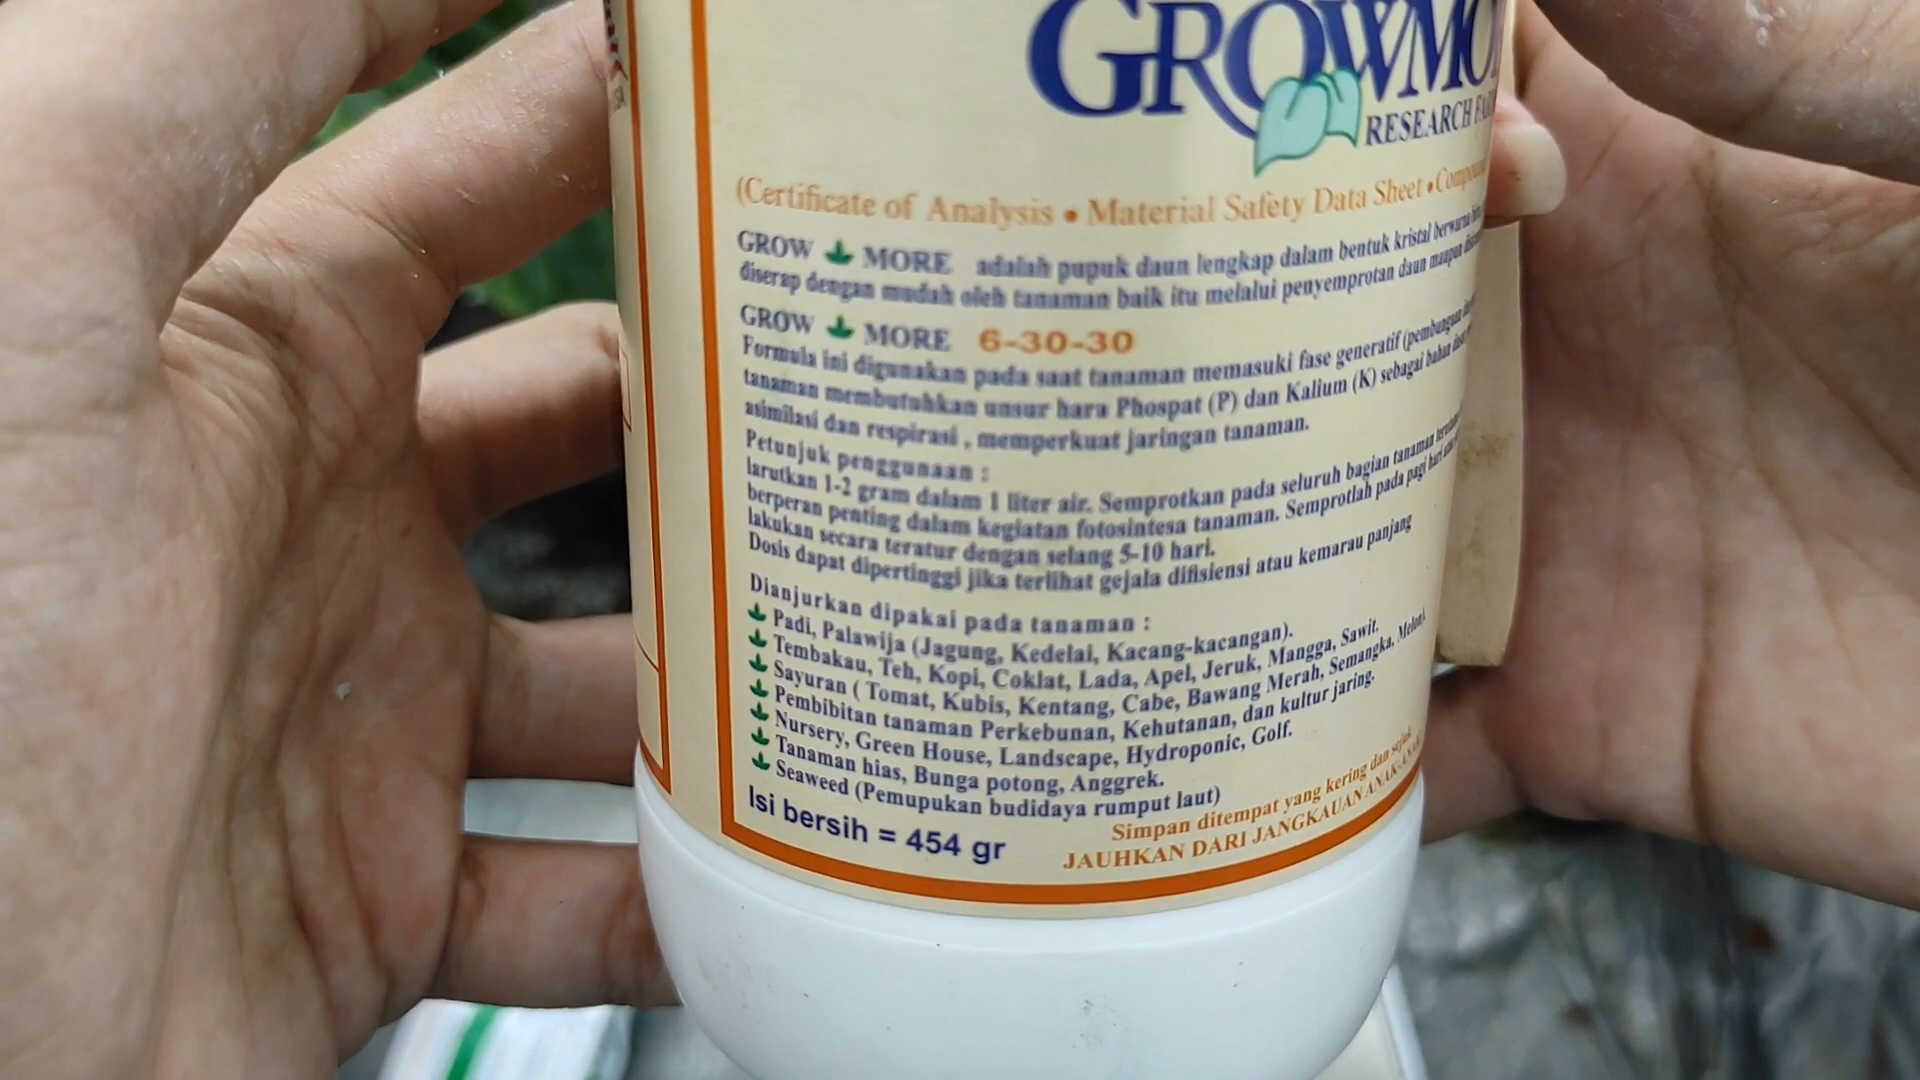 GROWMO
RESEARCH
(Certificate of Analysis • Material Safety Data Sheet •
GROW MORE adalah pupuk daun lengkap dalam bentuk kristal berwarna
diserap dengan mudah oleh tanaman baik itu melalui penyemprotan daun maupun
GROW MORE 6-30-30
Formula ini digunakan pada saat tanaman memasuki fase generatif (pembungaan
tanaman membutuhkan unsur hara Phospat (P) dan Kalium (K) sebagai bahan dasar
asimilasi dan respirasi , memperkuat jaringan tanaman.
Petunjuk penggunaan :
larutkan 1-2 gram dalam 1 liter air. Semprotkan pada seluruh bagian tanaman
berperan penting dalam kegiatan fotosintesa tanaman. Semprotlah pada pagi hari
lakukan secara teratur dengan selang 5-10 hari.
Dosis dapat dipertinggi jika terlihat gejala difisiensi atau kemarau panjang
Dianjurkan dipakai pada tanaman :
Padi, Palawija (Jagung, Kedelai, Kacang-kacangan).
Tembakau, Teh, Kopi, Coklat, Lada, Apel, Jeruk, Mangga, Sawit.
Sayuran ( Tomat, Kubis, Kentang, Cabe, Bawang Merah, Semangka, Melon).
Pembibitan tanaman Perkebunan, Kehutanan, dan kultur jaring.
Nursery, Green House, Landscape, Hydroponic, Golf.
Tanaman hias, Bunga potong, Anggrek.
Seaweed (Pemupukan budidaya rumput laut)
Isi bersih = 454 gr
Simpan ditempat yang kering dan sejuk
JAUHKAN DARI JANGKAUAN ANAK-ANAK